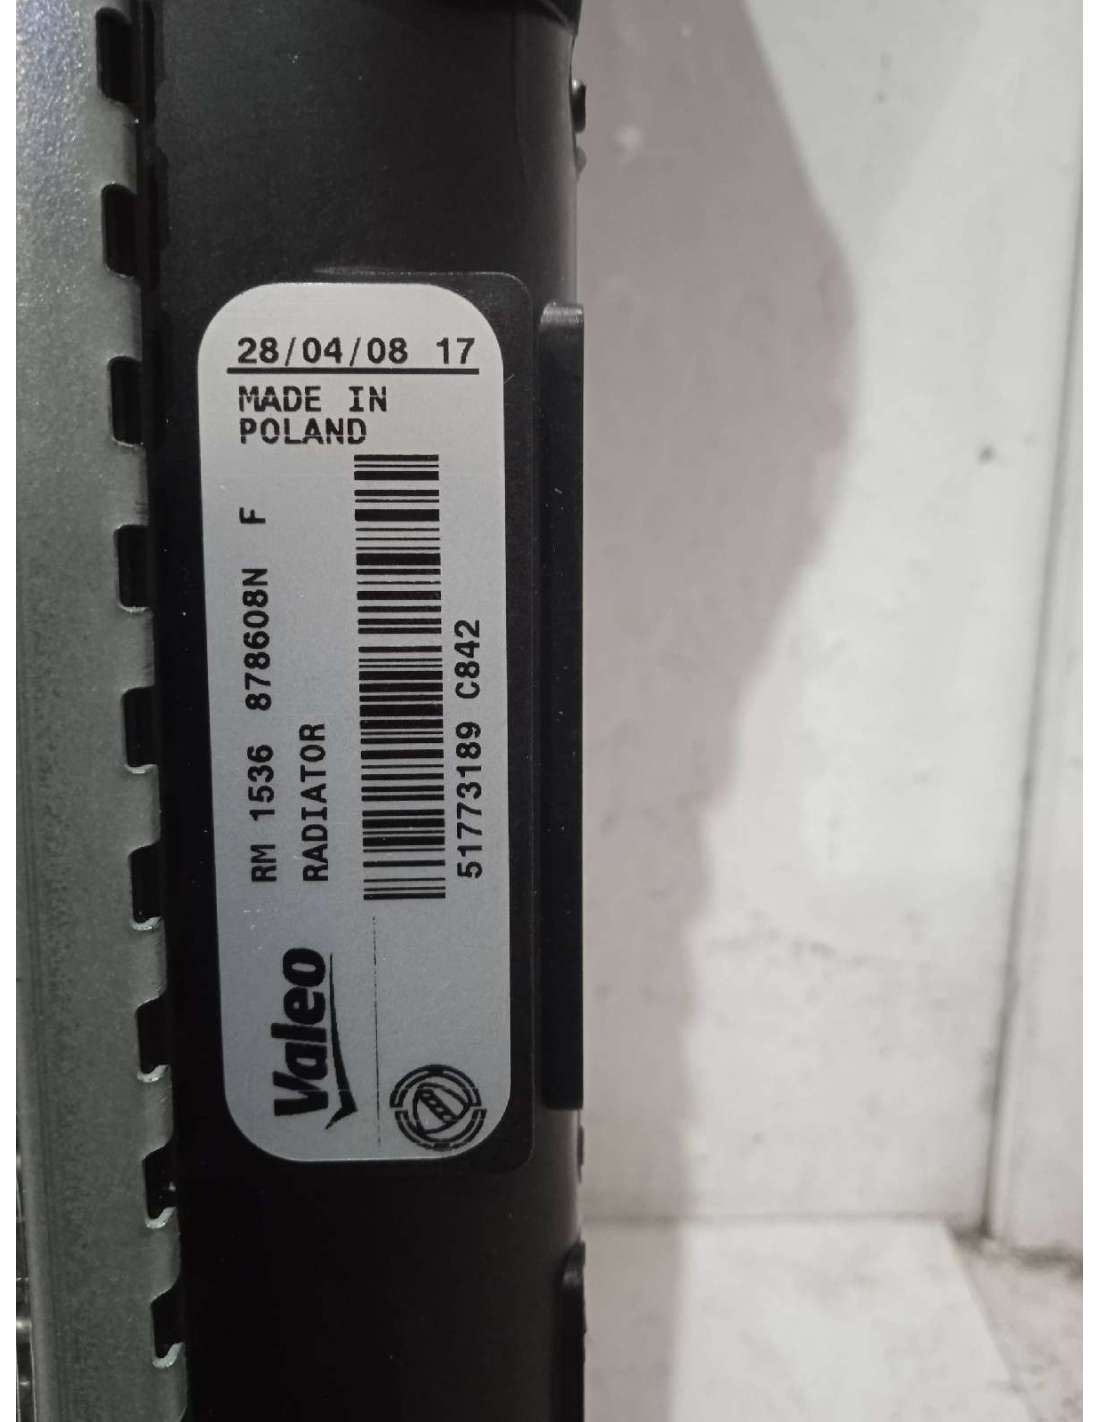 28/04/08 17
MADE IN
POLAND
RM 1536 878608N F
RADIATOR
51773189 C842
Valeo